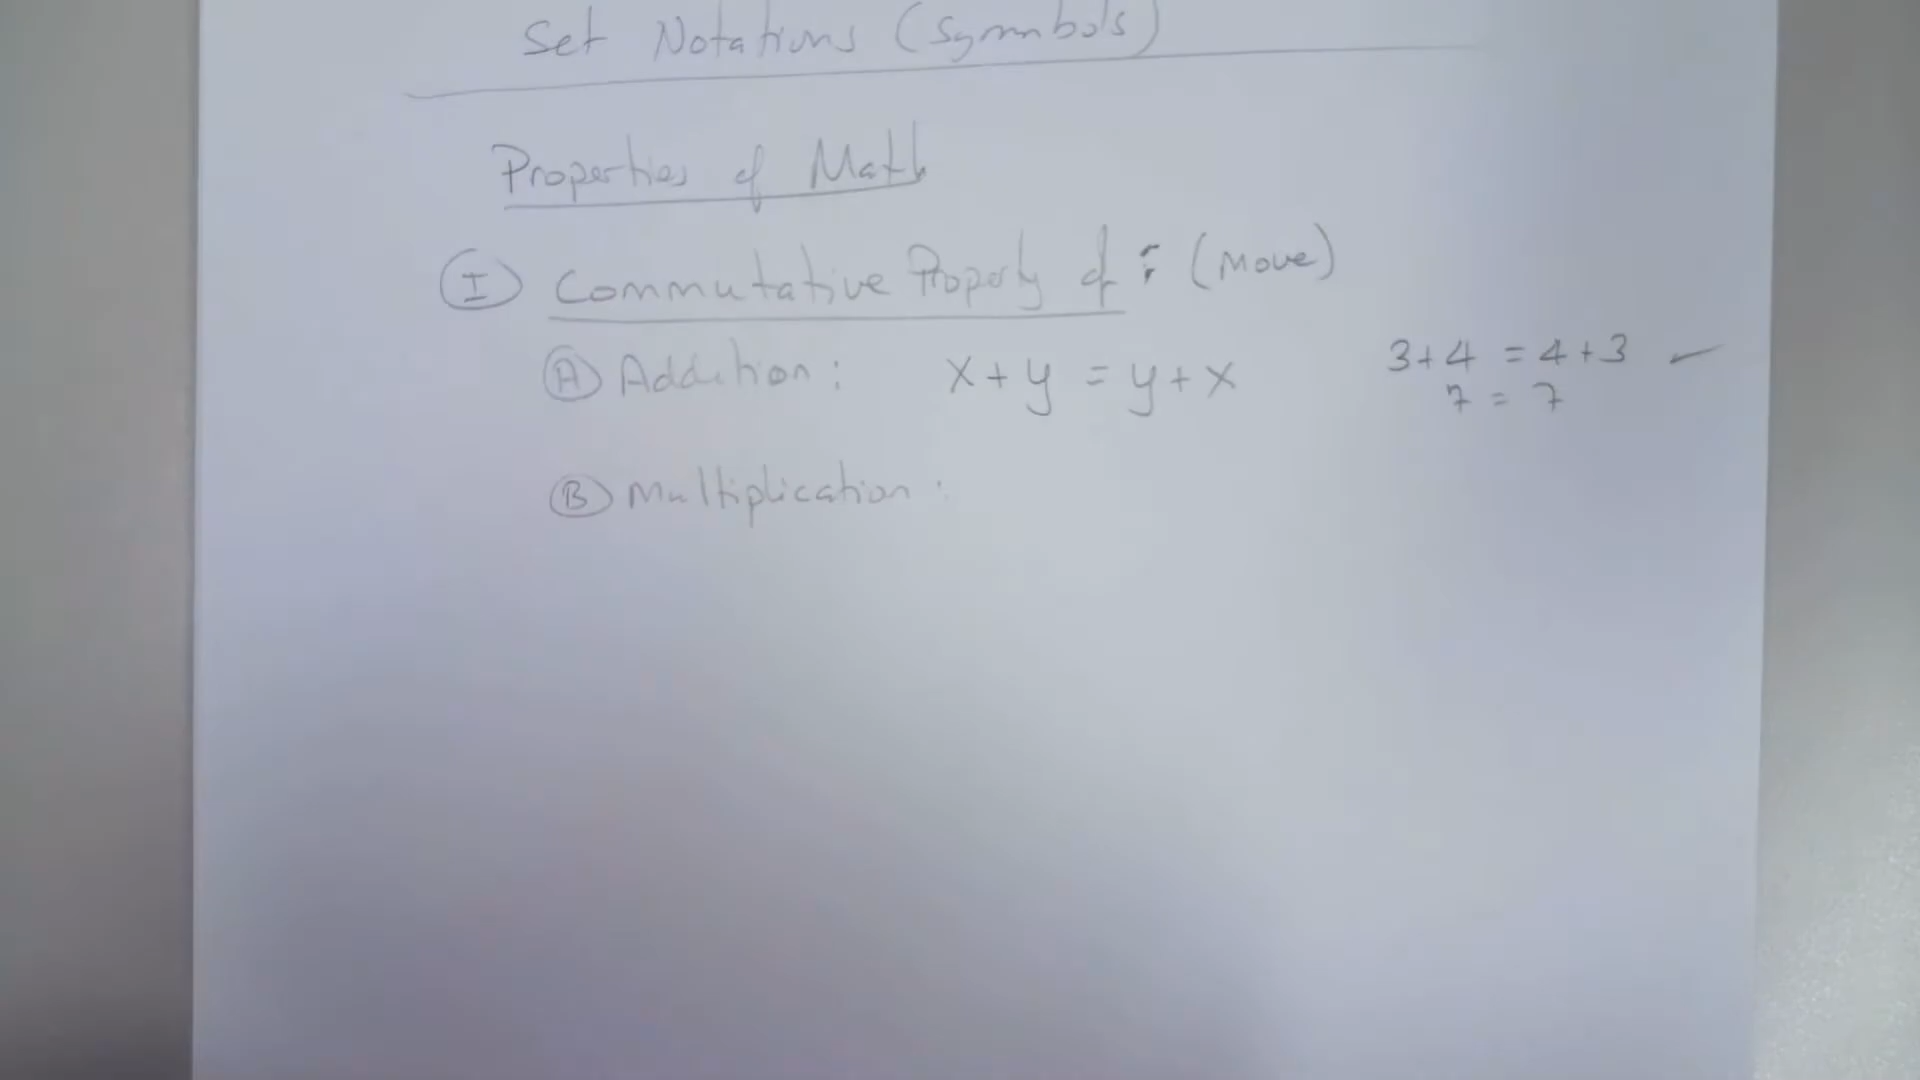 Set Notations (Symbols)
Properties of Math
I Commutative Property of : (Move)
A Addition : x + y = y + x 3 + 4 = 4 + 3
7 = 7
B Multiplication :